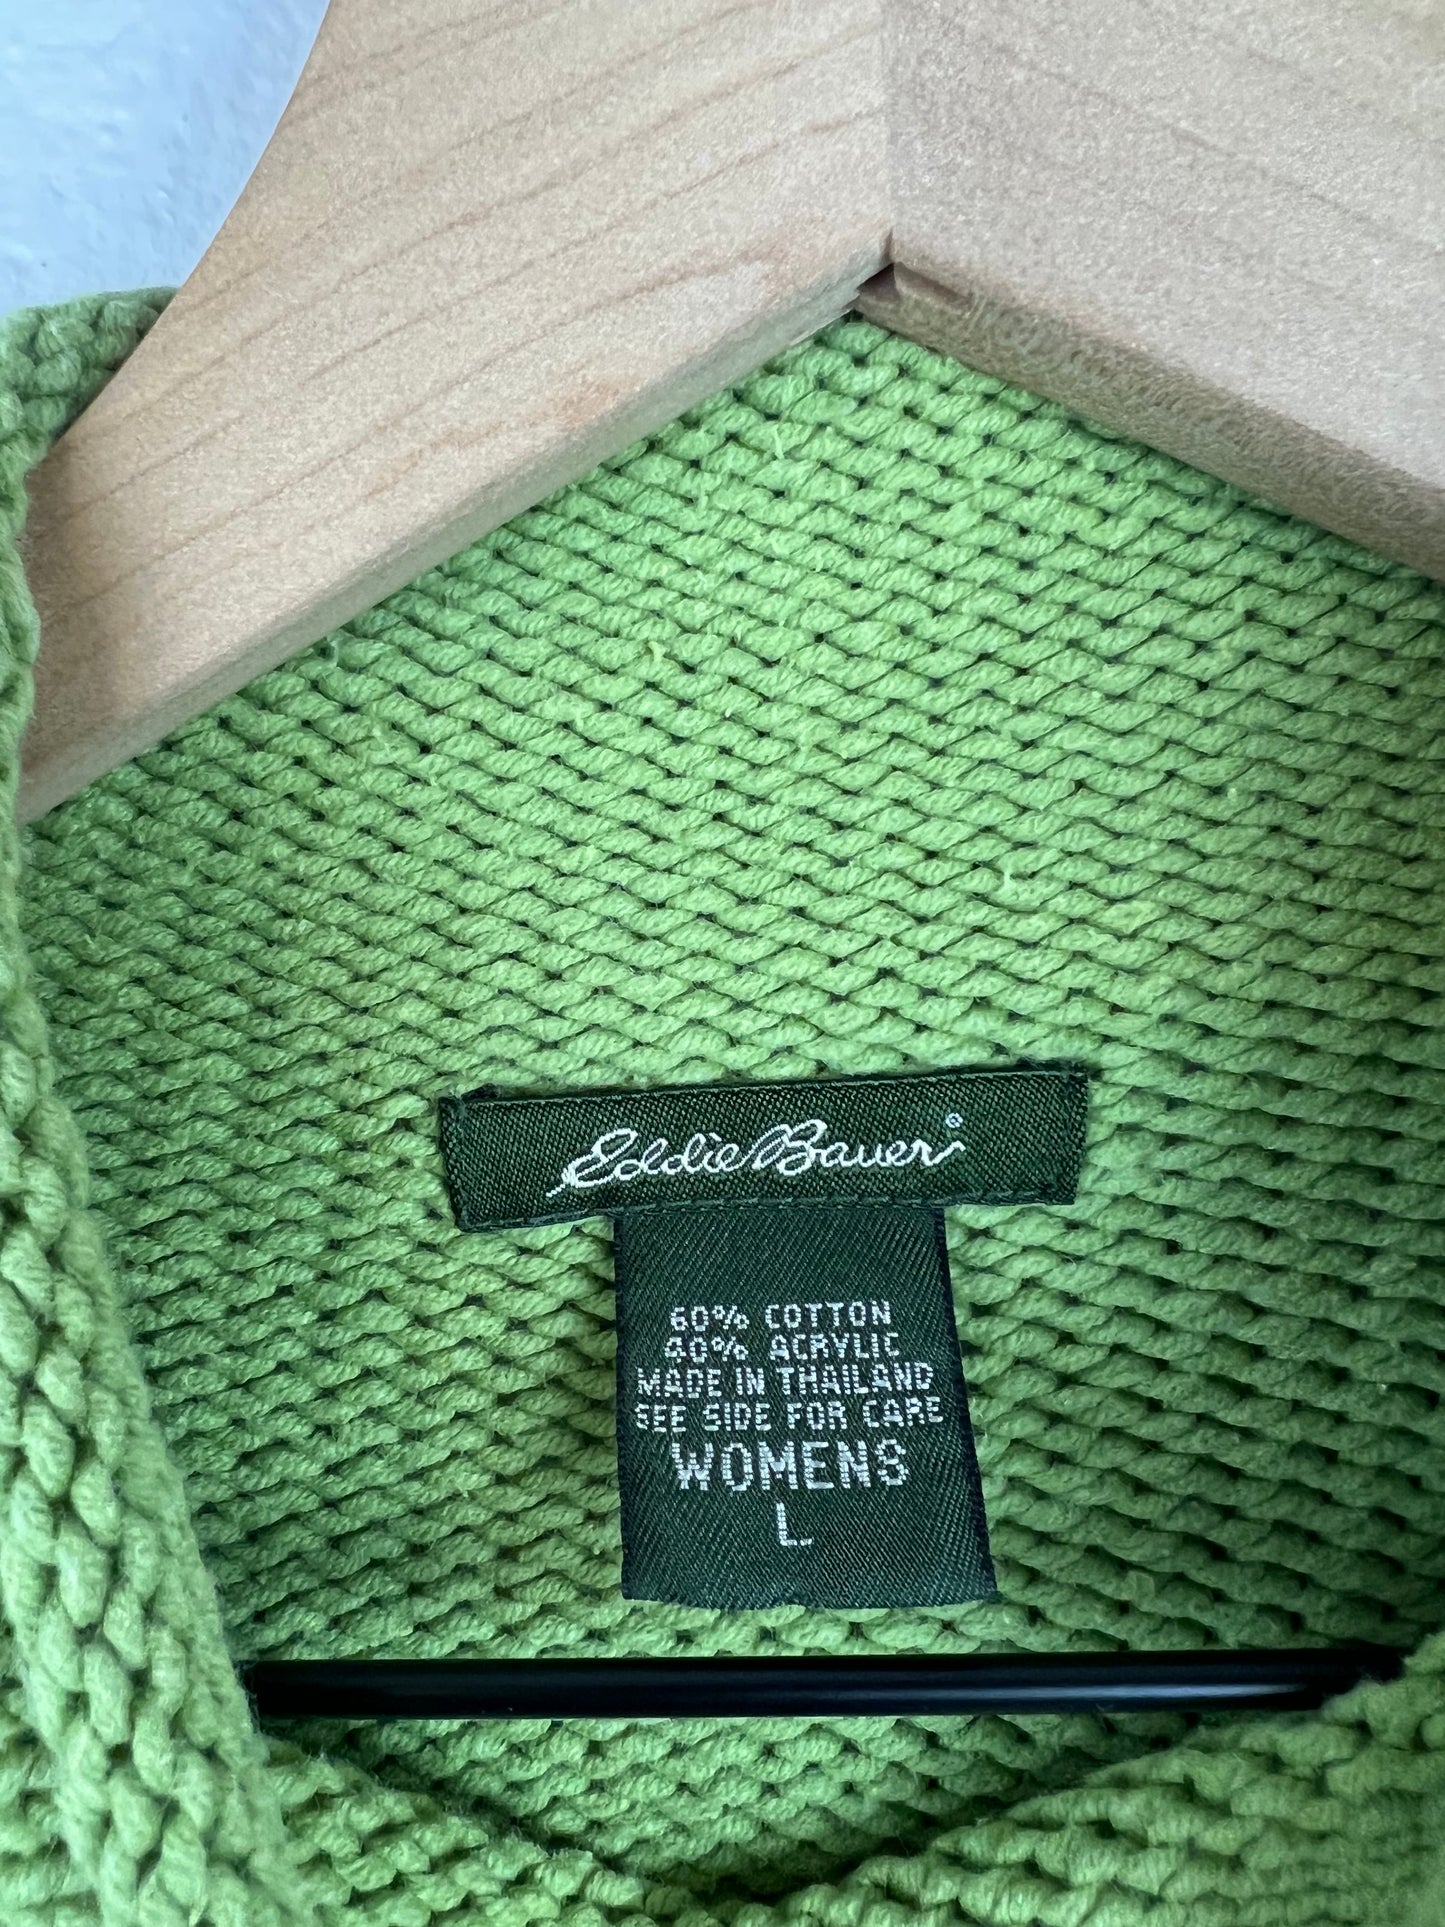 Eddie Bauer®
60% COTTON
40% ACRYLIC
MADE IN THAILAND
SEE SIDE FOR CARE
WOMENS
L